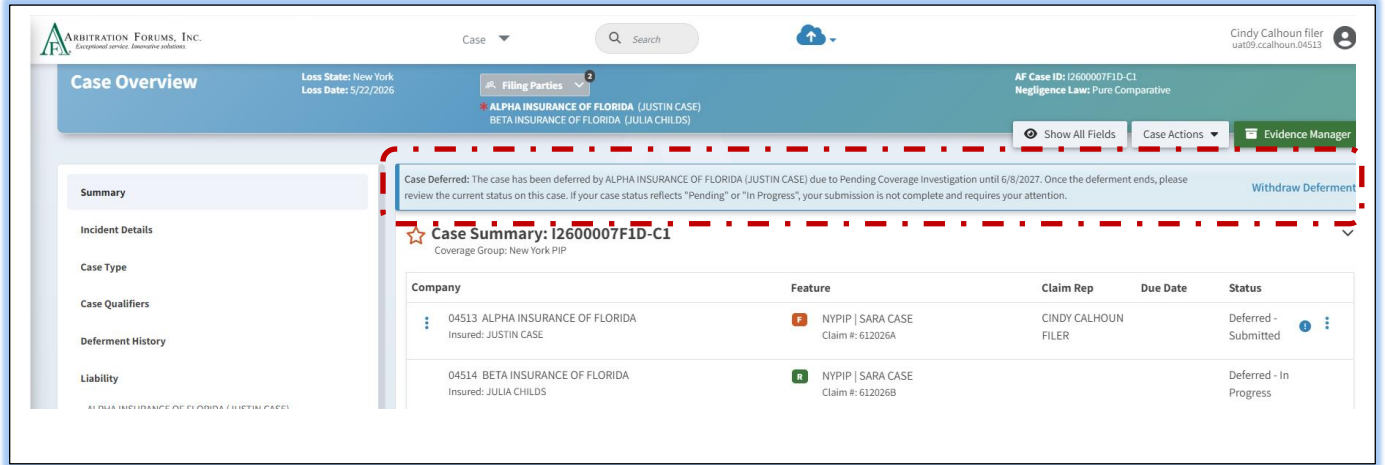 ARBITRATION FORUMS, INC.
Exceptional service. Innovative solutions.
Case
Search
Cindy Calhoun filer
uat09.ccalhoun.04513
Case Overview
Loss State: New York
Loss Date: 5/22/2026
Filing Parties
2
*ALPHA INSURANCE OF FLORIDA (JUSTIN CASE)
BETA INSURANCE OF FLORIDA (JULIA CHILDS)
AF Case ID: I2600007F1D-C1
Negligence Law: Pure Comparative
Show All Fields
Case Actions
Evidence Manager
Summary
Incident Details
Case Type
Case Qualifiers
Deferment History
Liability
ALPHA INSURANCE OF FLORIDA (JUSTIN CASE)
Case Deferred: The case has been deferred by ALPHA INSURANCE OF FLORIDA (JUSTIN CASE) due to Pending Coverage Investigation until 6/8/2027. Once the deferment ends, please
review the current status on this case. If your case status reflects "Pending" or "In Progress", your submission is not complete and requires your attention.
Withdraw Deferment
Case Summary: I2600007F1D-C1
Coverage Group: New York PIP
Company Feature Claim Rep Due Date Status
04513 ALPHA INSURANCE OF FLORIDA
Insured: JUSTIN CASE
F NYPIP | SARA CASE
Claim #: 612026A
CINDY CALHOUN
FILER
Deferred -
Submitted
04514 BETA INSURANCE OF FLORIDA
Insured: JULIA CHILDS
R NYPIP | SARA CASE
Claim #: 612026B
Deferred - In
Progress